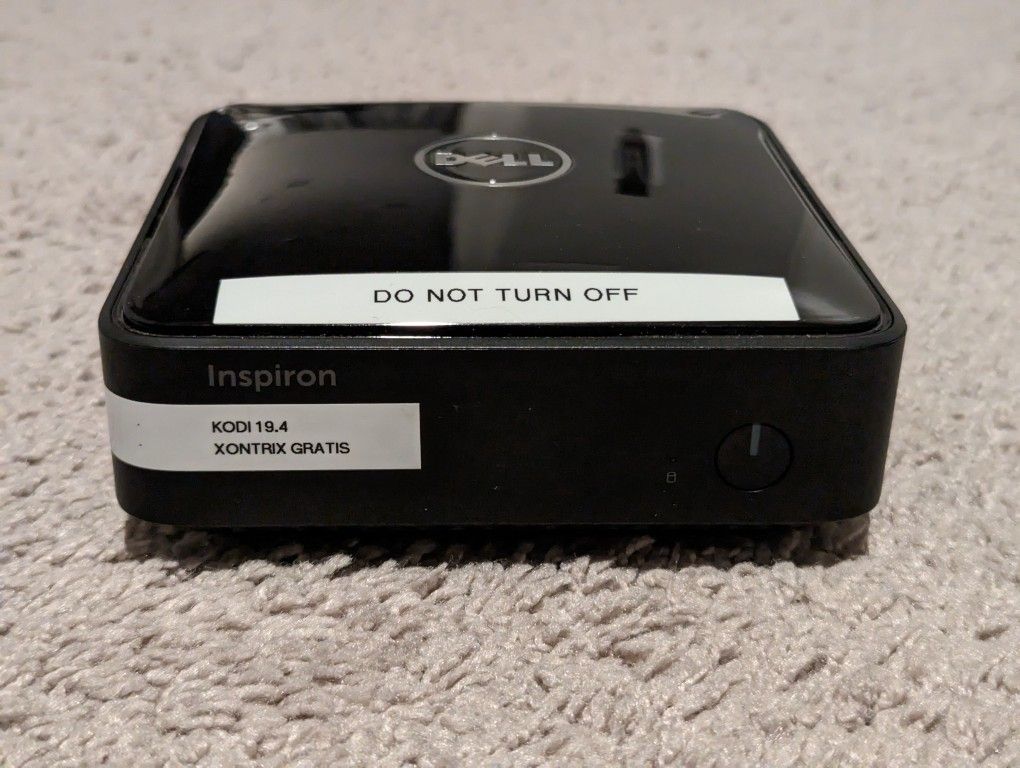 DELL
DO NOT TURN OFF
Inspiron
KODI 19.4
XONTRIX GRATIS